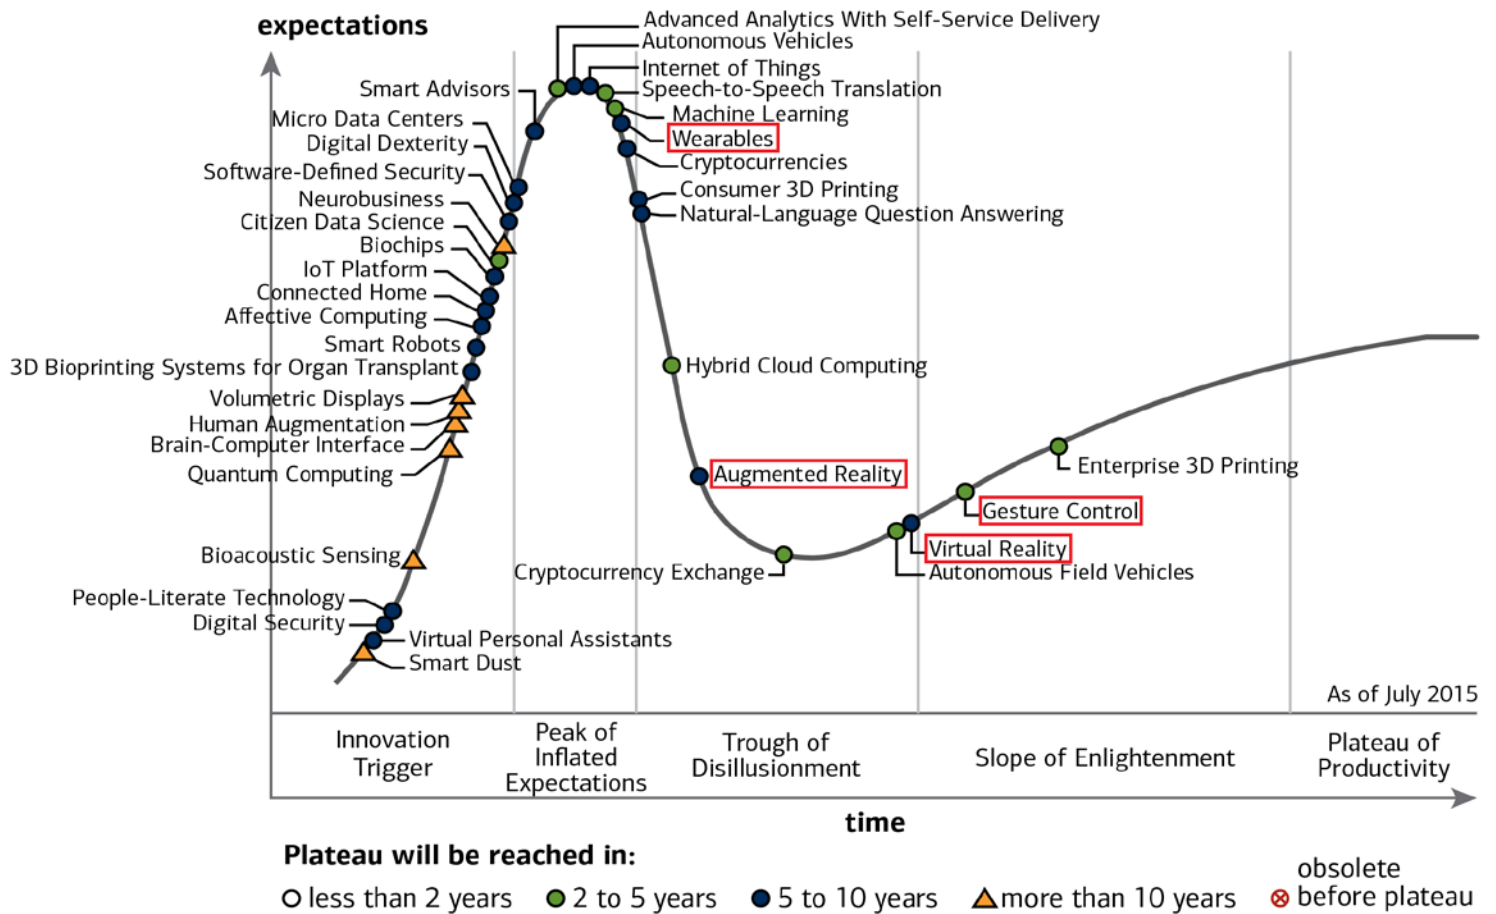 expectations
Advanced Analytics With Self-Service Delivery
Autonomous Vehicles
Internet of Things
Speech-to-Speech Translation
Machine Learning
Wearables
Cryptocurrencies
Consumer 3D Printing
Natural-Language Question Answering
Smart Advisors
Micro Data Centers
Digital Dexterity
Software-Defined Security
Neurobusiness
Citizen Data Science
Biochips
IoT Platform
Connected Home
Affective Computing
Smart Robots
3D Bioprinting Systems for Organ Transplant
Volumetric Displays
Human Augmentation
Brain-Computer Interface
Quantum Computing
Bioacoustic Sensing
People-Literate Technology
Digital Security
Virtual Personal Assistants
Smart Dust
Hybrid Cloud Computing
Augmented Reality
Cryptocurrency Exchange
Enterprise 3D Printing
Gesture Control
Virtual Reality
Autonomous Field Vehicles
As of July 2015
Innovation
Trigger
Peak of
Inflated
Expectations
Trough of
Disillusionment
Slope of Enlightenment
Plateau of
Productivity
time
Plateau will be reached in:
less than 2 years
2 to 5 years
5 to 10 years
more than 10 years
obsolete
before plateau